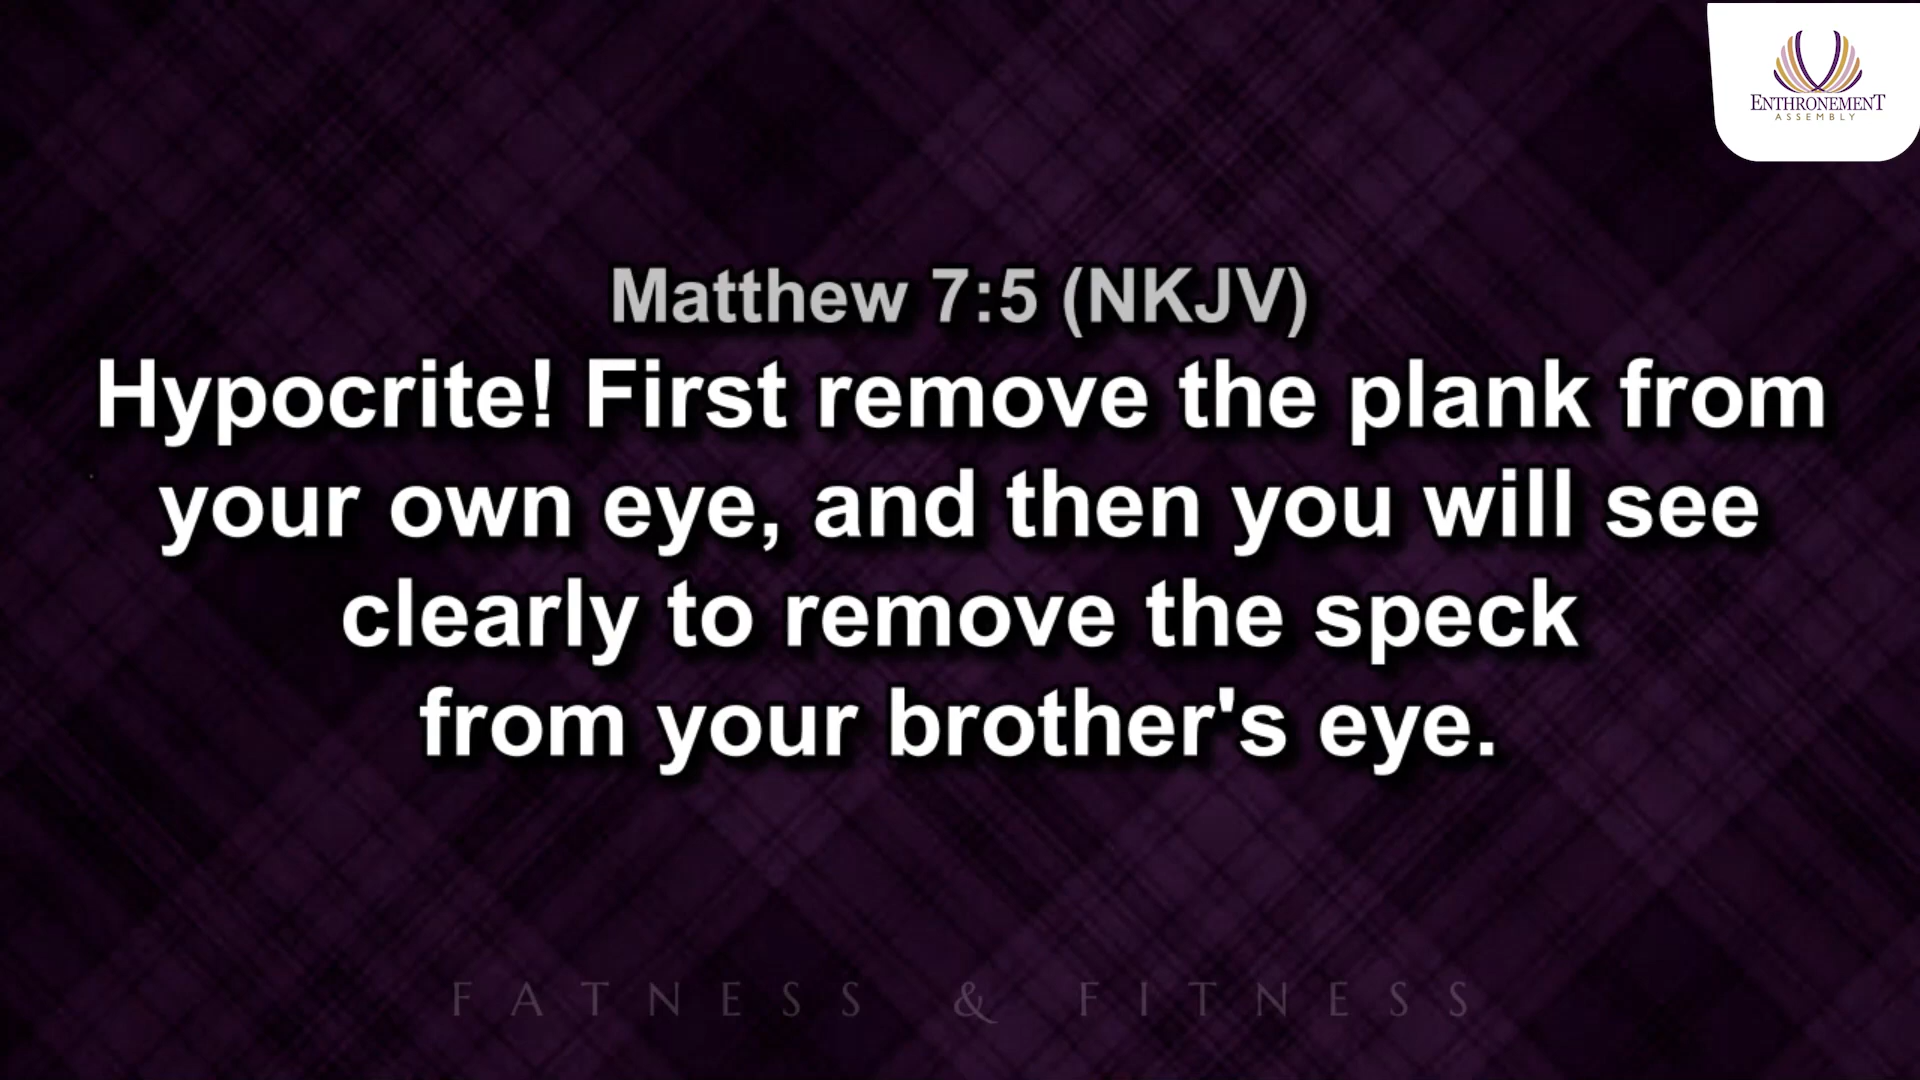 ENTHRONEMENT
ASSEMBLY
Matthew 7:5 (NKJV)
Hypocrite! First remove the plank from
your own eye, and then you will see
clearly to remove the speck
from your brother's eye.
FATNESS & FITNESS